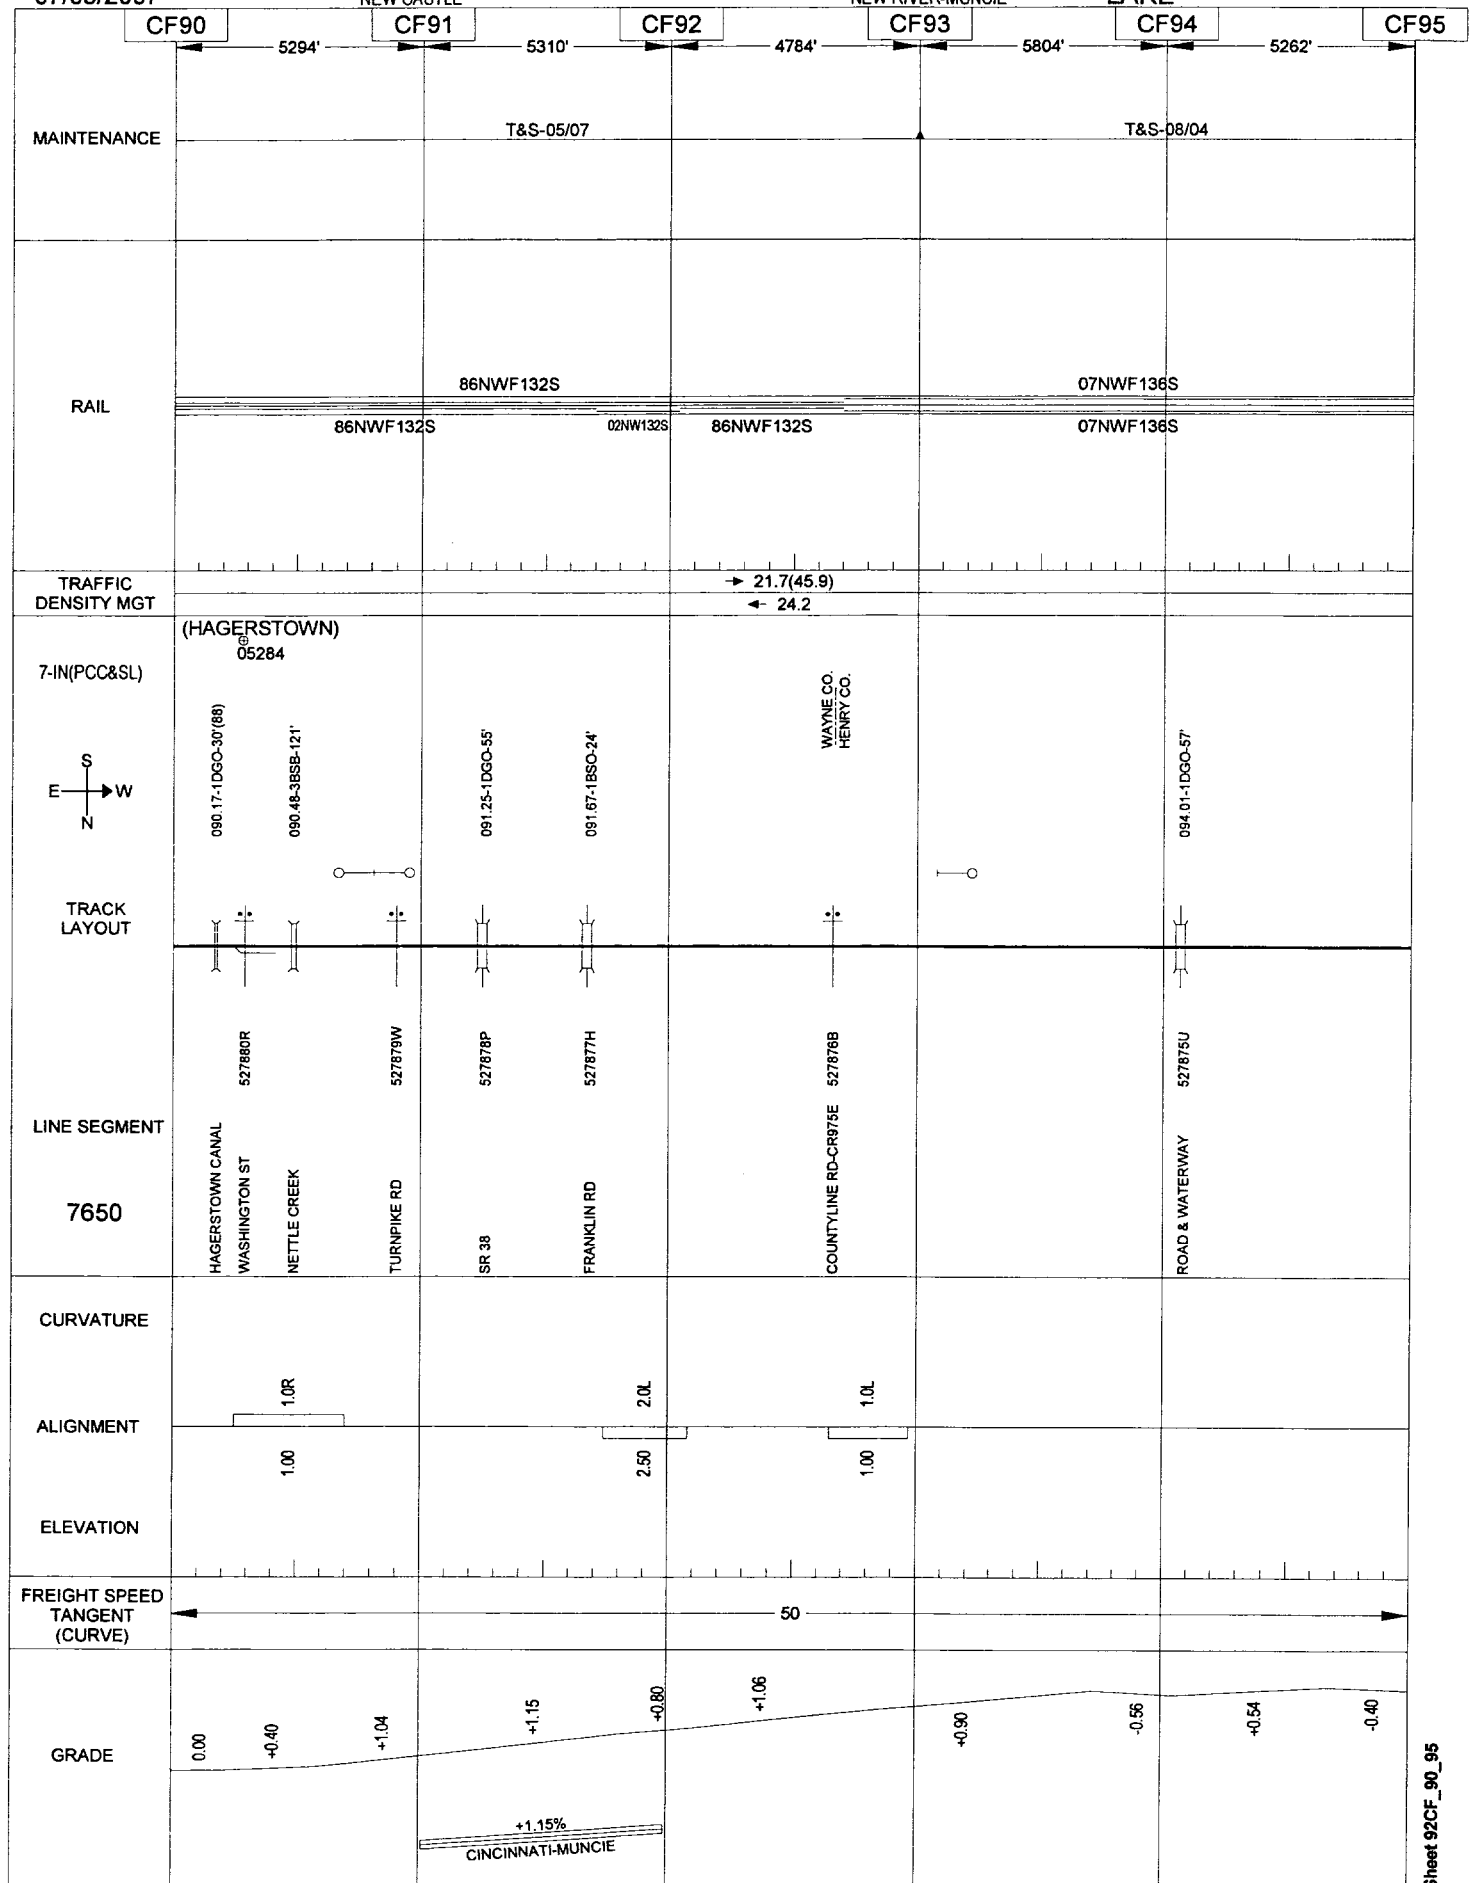 NEW CASTLE
NEW RIVER-MUNCIE
CF90
CF91
CF92
CF93
CF94
CF95
5294'
5310'
4784'
5804'
5262'
MAINTENANCE
T&S-05/07
T&S-08/04
RAIL
86NWF132S
07NWF136S
86NWF132S
02NW132S
86NWF132S
07NWF136S
TRAFFIC
DENSITY MGT
21.7(45.9)
24.2
(HAGERSTOWN)
05284
7-IN(PCC&SL)
S
E
W
N
090.17-1DGO-30'(88)
090.48-3BSB-121'
091.25-1DGO-55'
091.67-1BSO-24'
WAYNE CO.
HENRY CO.
094.01-1DGO-57'
TRACK
LAYOUT
LINE SEGMENT
7650
HAGERSTOWN CANAL
WASHINGTON ST 527880R
NETTLE CREEK
TURNPIKE RD 527879W
SR 38 527878P
FRANKLIN RD 527877H
COUNTYLINE RD-CR975E 527876B
ROAD & WATERWAY 527875U
CURVATURE
1.0R
2.0L
1.0L
ALIGNMENT
1.00
2.50
1.00
ELEVATION
FREIGHT SPEED
TANGENT
(CURVE)
50
GRADE
0.00
+0.40
+1.04
+1.15
+0.80
+1.06
+0.90
-0.56
+0.54
-0.40
+1.15%
CINCINNATI-MUNCIE
Sheet 92CF_90_95